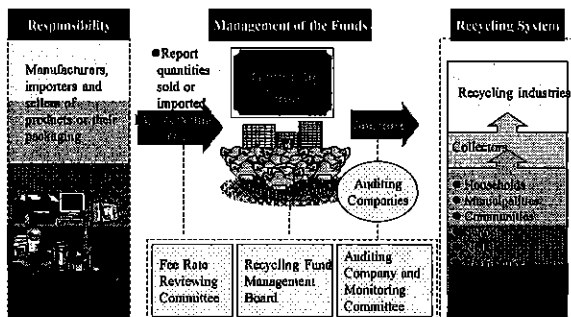 Responsibility
Management of the Funds
Recycling System
Manufacturers,
importers and
sellers of
products or their
packaging
●Report
quantities
sold or
imported
Recycling industries
Collectors
● Households
● Municipalities
● Communities
Auditing
Companies
Fee Rate
Reviewing
Committee
Recycling Fund
Management
Board
Auditing
Company and
Monitoring
Committee